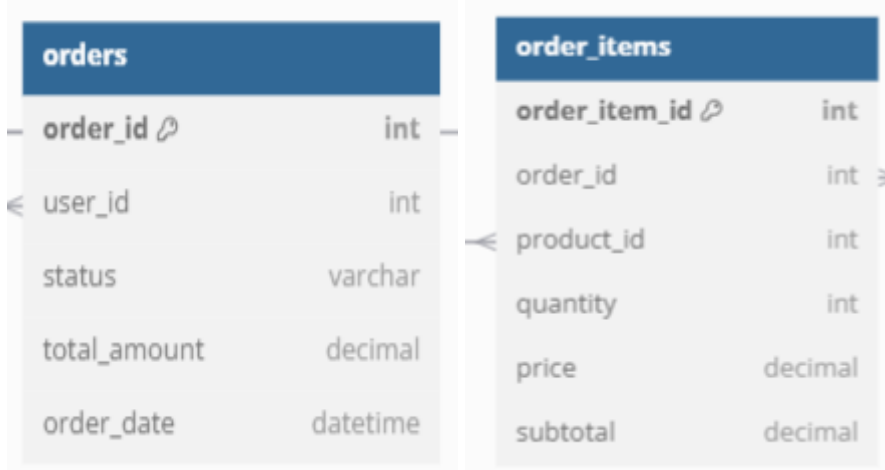 orders
order_id int
user_id int
status varchar
total_amount decimal
order_date datetime
order_items
order_item_id int
order_id int
product_id int
quantity int
price decimal
subtotal decimal